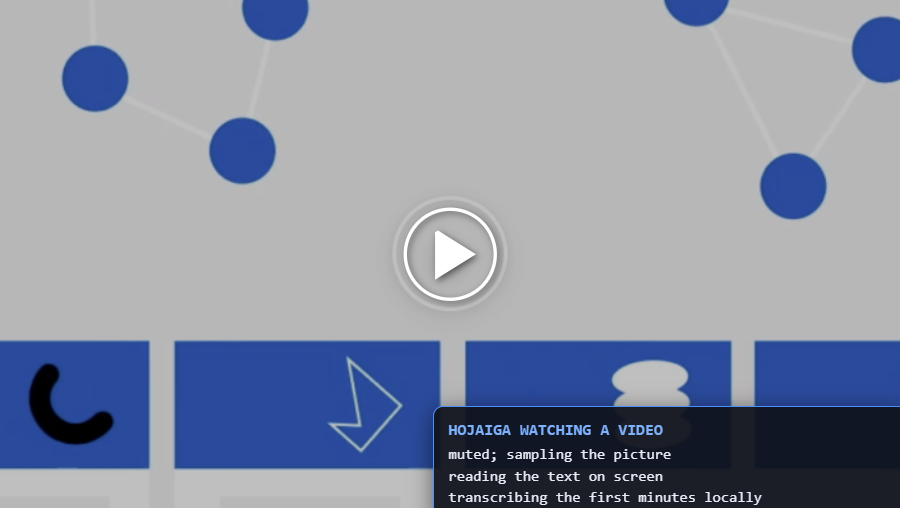 HOJAIGA WATCHING A VIDEO
muted; sampling the picture
reading the text on screen
transcribing the first minutes locally